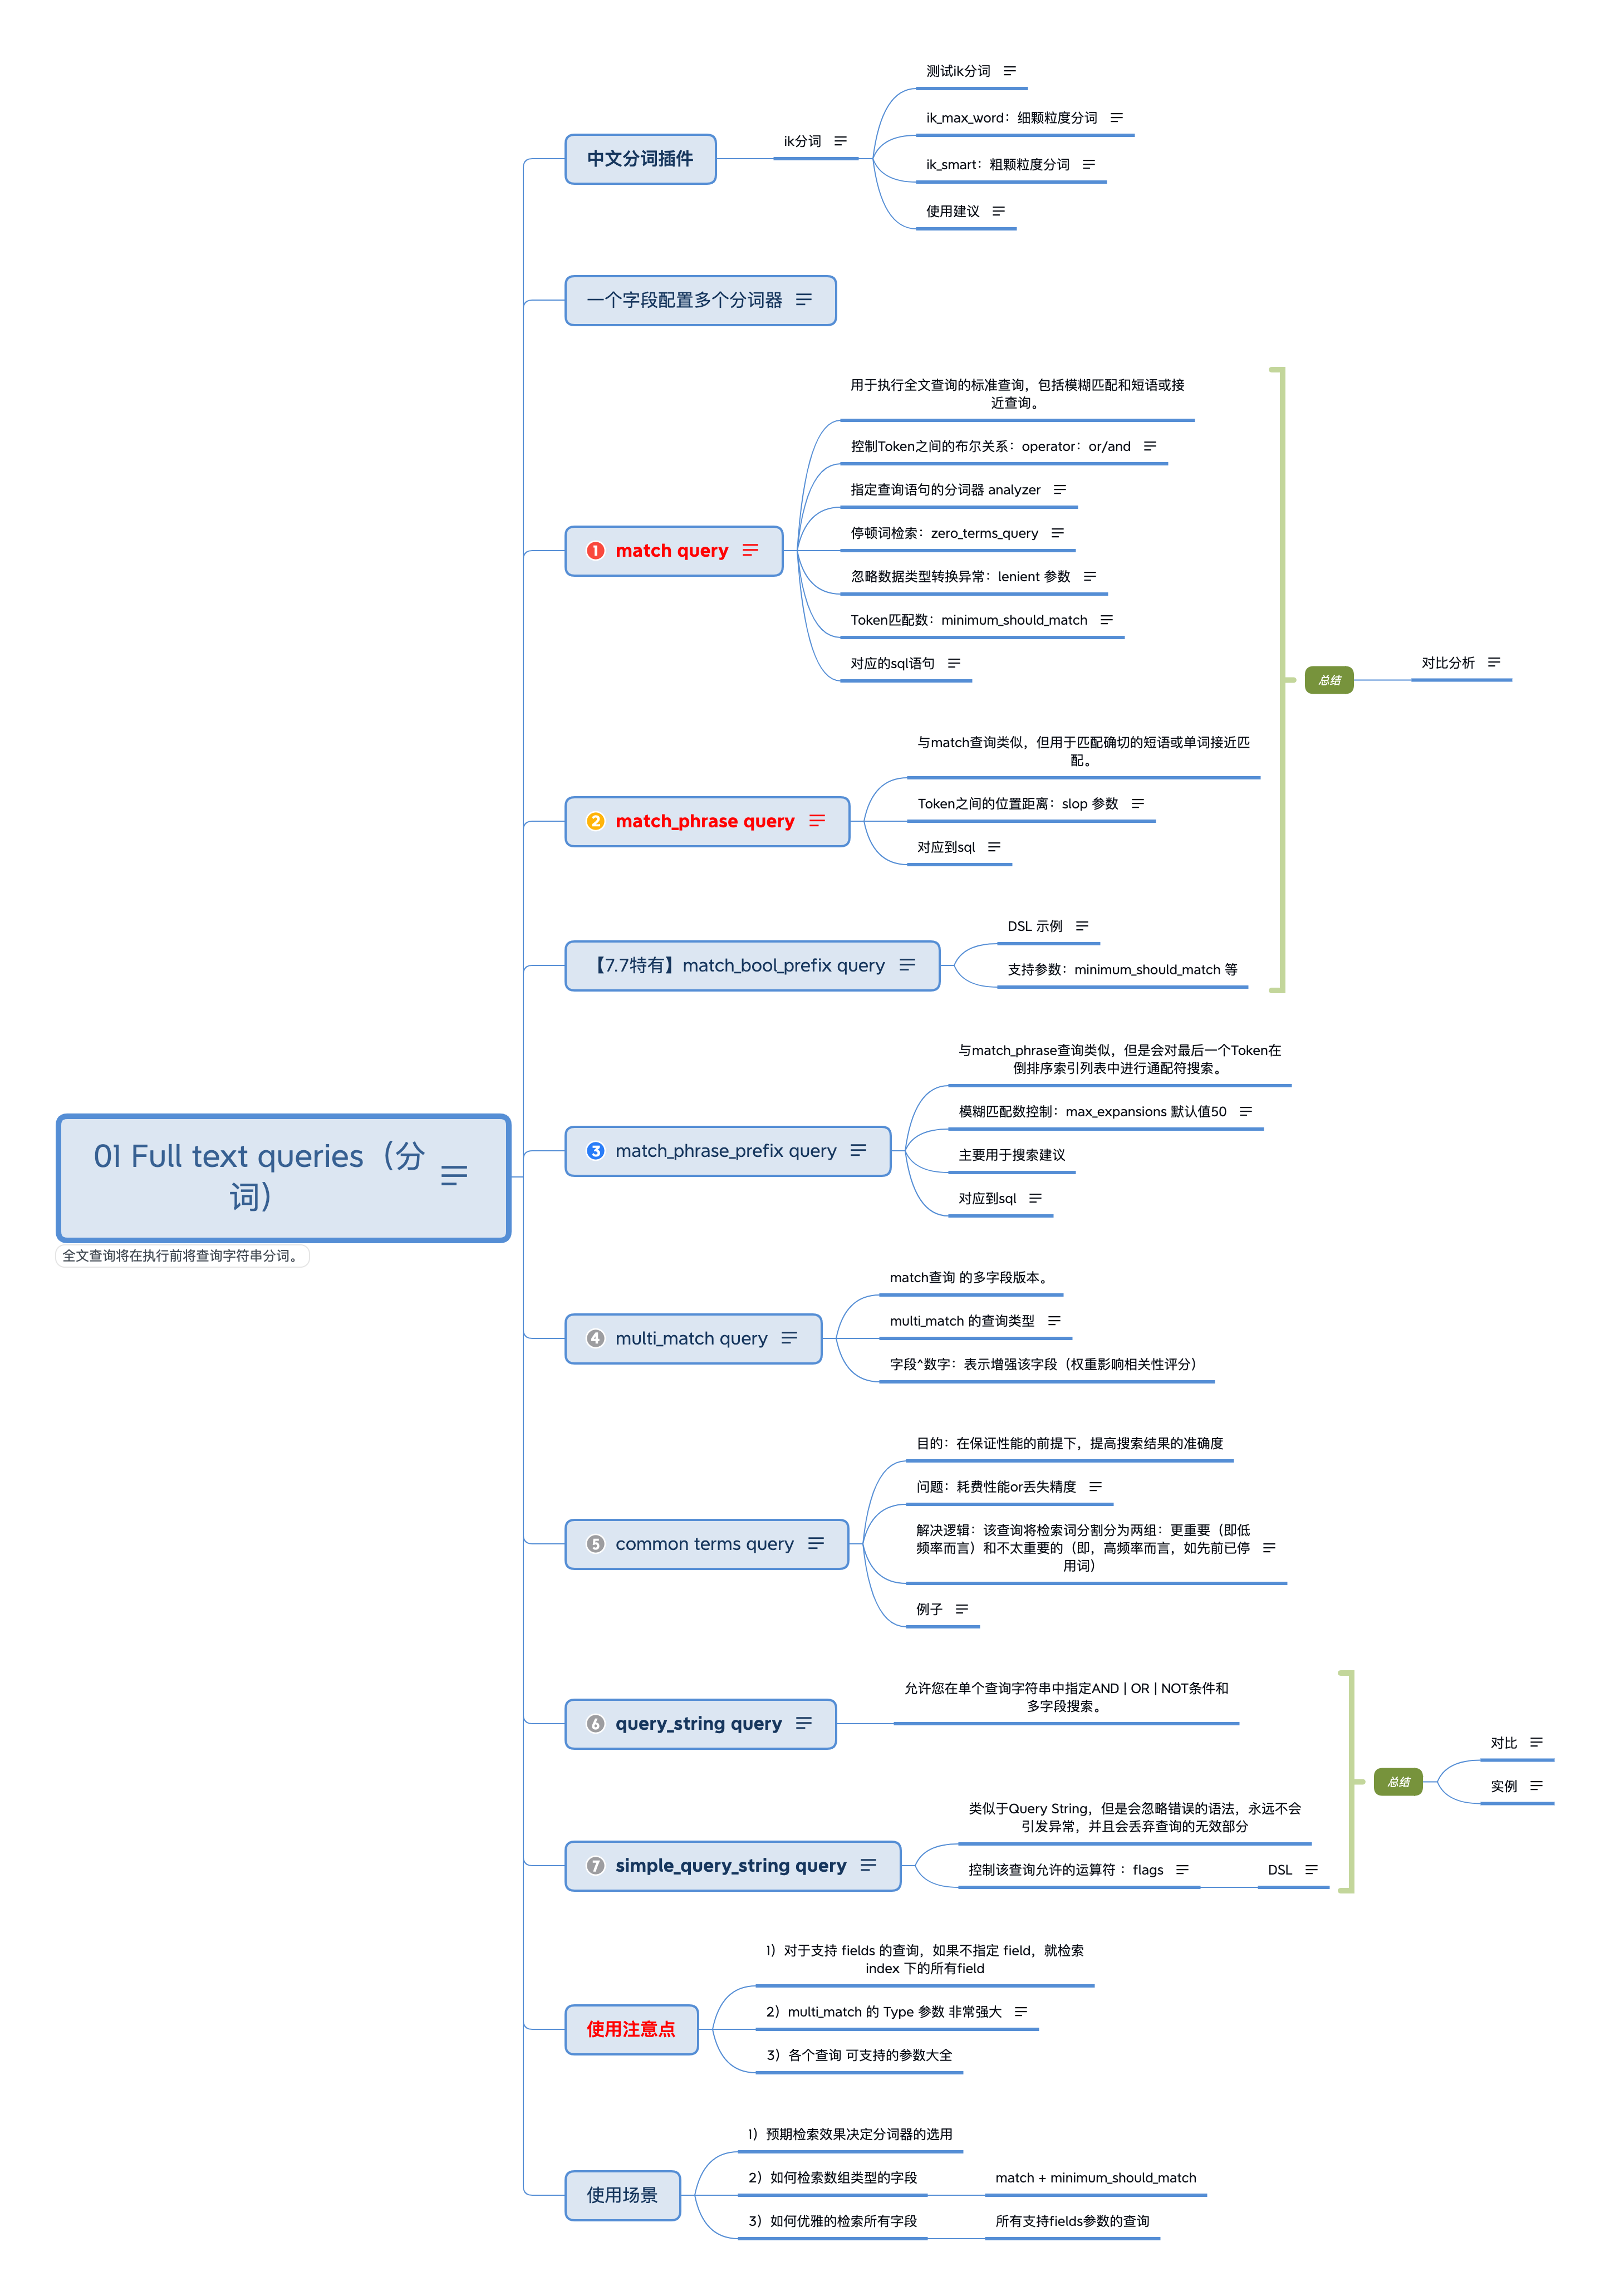 01 Full text queries（分
词）
全文查询将在执行前将查询字符串分词。
中文分词插件
ik分词
测试ik分词
ik_max_word：细颗粒度分词
ik_smart：粗颗粒度分词
使用建议
一个字段配置多个分词器
1 match query
用于执行全文查询的标准查询，包括模糊匹配和短语或接
近查询。
控制Token之间的布尔关系：operator：or/and
指定查询语句的分词器 analyzer
停顿词检索：zero_terms_query
忽略数据类型转换异常：lenient 参数
Token匹配数：minimum_should_match
对应的sql语句
2 match_phrase query
与match查询类似，但用于匹配确切的短语或单词接近匹
配。
Token之间的位置距离：slop 参数
对应到sql
【7.7特有】match_bool_prefix query
DSL 示例
支持参数：minimum_should_match 等
总结
对比分析
3 match_phrase_prefix query
与match_phrase查询类似，但是会对最后一个Token在
倒排序索引列表中进行通配符搜索。
模糊匹配数控制：max_expansions 默认值50
主要用于搜索建议
对应到sql
4 multi_match query
match查询 的多字段版本。
multi_match 的查询类型
字段^数字：表示增强该字段（权重影响相关性评分）
5 common terms query
目的：在保证性能的前提下，提高搜索结果的准确度
问题：耗费性能or丢失精度
解决逻辑：该查询将检索词分割分为两组：更重要（即低
频率而言）和不太重要的（即，高频率而言，如先前已停
用词）
例子
6 query_string query
允许您在单个查询字符串中指定AND | OR | NOT条件和
多字段搜索。
7 simple_query_string query
类似于Query String，但是会忽略错误的语法，永远不会
引发异常，并且会丢弃查询的无效部分
控制该查询允许的运算符 ：flags
DSL
总结
对比
实例
使用注意点
1）对于支持 fields 的查询，如果不指定 field，就检索
index 下的所有field
2）multi_match 的 Type 参数 非常强大
3）各个查询 可支持的参数大全
使用场景
1）预期检索效果决定分词器的选用
2）如何检索数组类型的字段
match + minimum_should_match
3）如何优雅的检索所有字段
所有支持fields参数的查询